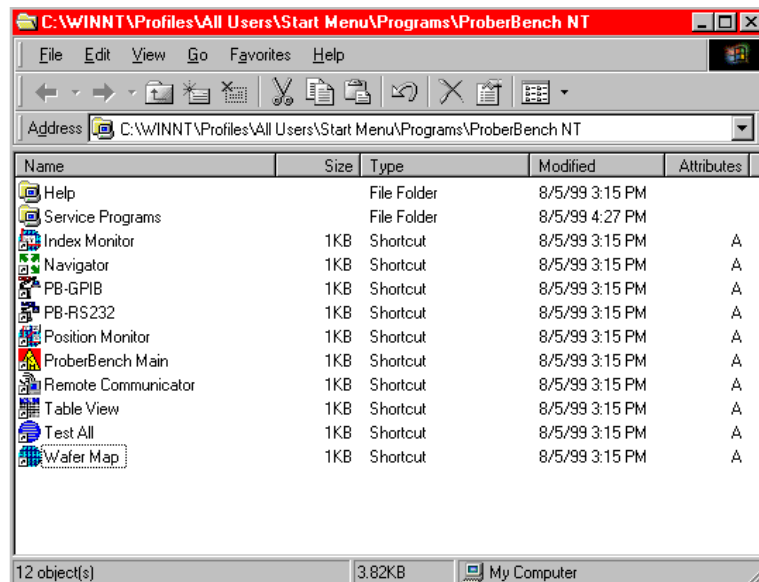 C:\WINNT\Profiles\All Users\Start Menu\Programs\ProberBench NT
File Edit View Go Favorites Help
Address C:\WINNT\Profiles\All Users\Start Menu\Programs\ProberBench NT
Name Size Type Modified Attributes
Help File Folder 8/5/99 3:15 PM
Service Programs File Folder 8/5/99 4:27 PM
Index Monitor 1KB Shortcut 8/5/99 3:15 PM A
Navigator 1KB Shortcut 8/5/99 3:15 PM A
PB-GPIB 1KB Shortcut 8/5/99 3:15 PM A
PB-RS232 1KB Shortcut 8/5/99 3:15 PM A
Position Monitor 1KB Shortcut 8/5/99 3:15 PM A
ProberBench Main 1KB Shortcut 8/5/99 3:15 PM A
Remote Communicator 1KB Shortcut 8/5/99 3:15 PM A
Table View 1KB Shortcut 8/5/99 3:15 PM A
Test All 1KB Shortcut 8/5/99 3:15 PM A
Wafer Map 1KB Shortcut 8/5/99 3:15 PM A
12 object(s) 3.82KB My Computer